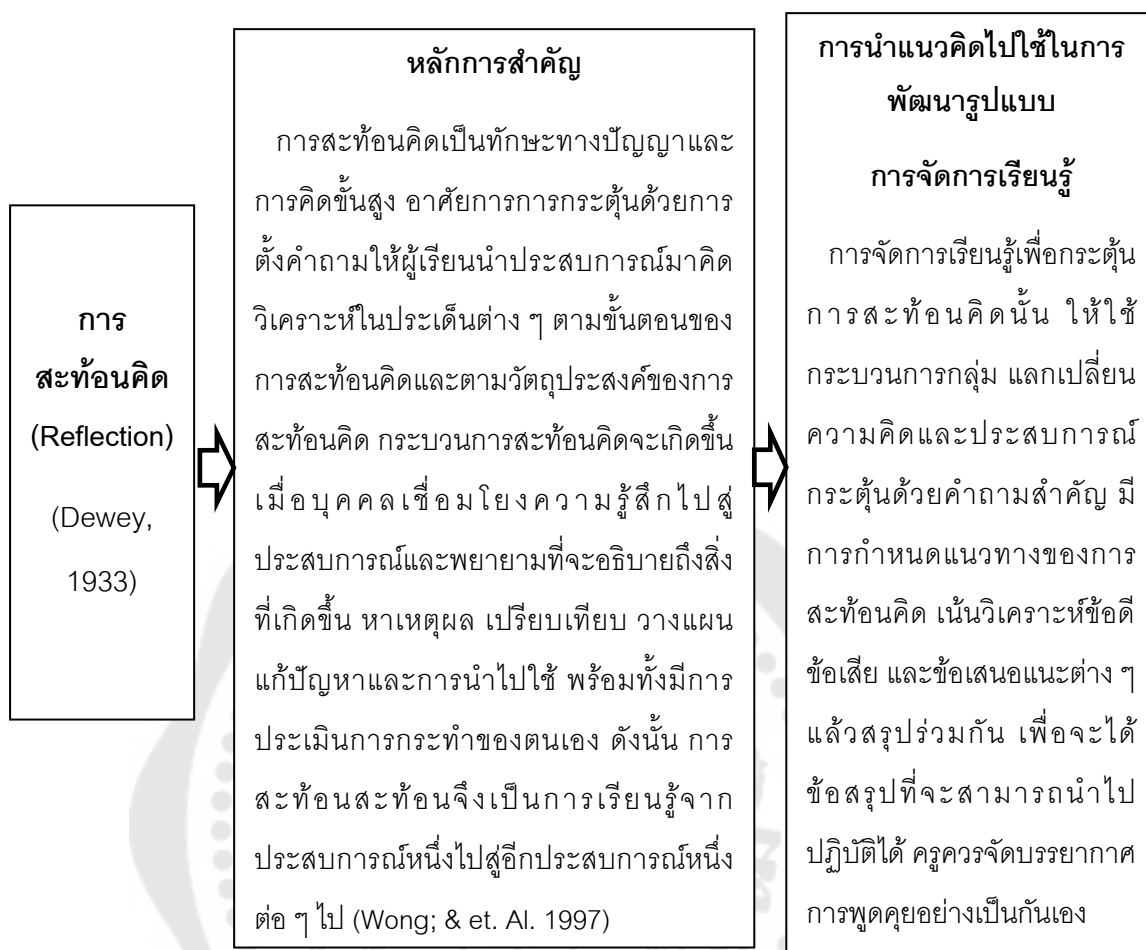 การ
สะท้อนคิด
(Reflection)
(Dewey,
1933)
หลักการสำคัญ
การสะท้อนคิดเป็นทักษะทางปัญญาและ
การคิดขั้นสูง อาศัยการการกระตุ้นด้วยการ
ตั้งคำถามให้ผู้เรียนนำประสบการณ์มาคิด
วิเคราะห์ในประเด็นต่าง ๆ ตามขั้นตอนของ
การสะท้อนคิดและตามวัตถุประสงค์ของการ
สะท้อนคิด กระบวนการสะท้อนคิดจะเกิดขึ้น
เมื่อบุคคลเชื่อมโยงความรู้สึกไปสู่
ประสบการณ์และพยายามที่จะอธิบายถึงสิ่ง
ที่เกิดขึ้น หาเหตุผล เปรียบเทียบ วางแผน
แก้ปัญหาและการนำไปใช้ พร้อมทั้งมีการ
ประเมินการกระทำของตนเอง ดังนั้น การ
สะท้อนสะท้อนจึงเป็นการเรียนรู้จาก
ประสบการณ์หนึ่งไปสู่อีกประสบการณ์หนึ่ง
ต่อ ๆ ไป (Wong; & et. Al. 1997)
การนำแนวคิดไปใช้ในการ
พัฒนารูปแบบ
การจัดการเรียนรู้
การจัดการเรียนรู้เพื่อกระตุ้น
การสะท้อนคิดนั้น ให้ใช้
กระบวนการกลุ่ม แลกเปลี่ยน
ความคิดและประสบการณ์
กระตุ้นด้วยคำถามสำคัญ มี
การกำหนดแนวทางของการ
สะท้อนคิด เน้นวิเคราะห์ข้อดี
ข้อเสีย และข้อเสนอแนะต่าง ๆ
แล้วสรุปร่วมกัน เพื่อจะได้
ข้อสรุปที่จะสามารถนำไป
ปฏิบัติได้ ครูควรจัดบรรยากาศ
การพูดคุยอย่างเป็นกันเอง